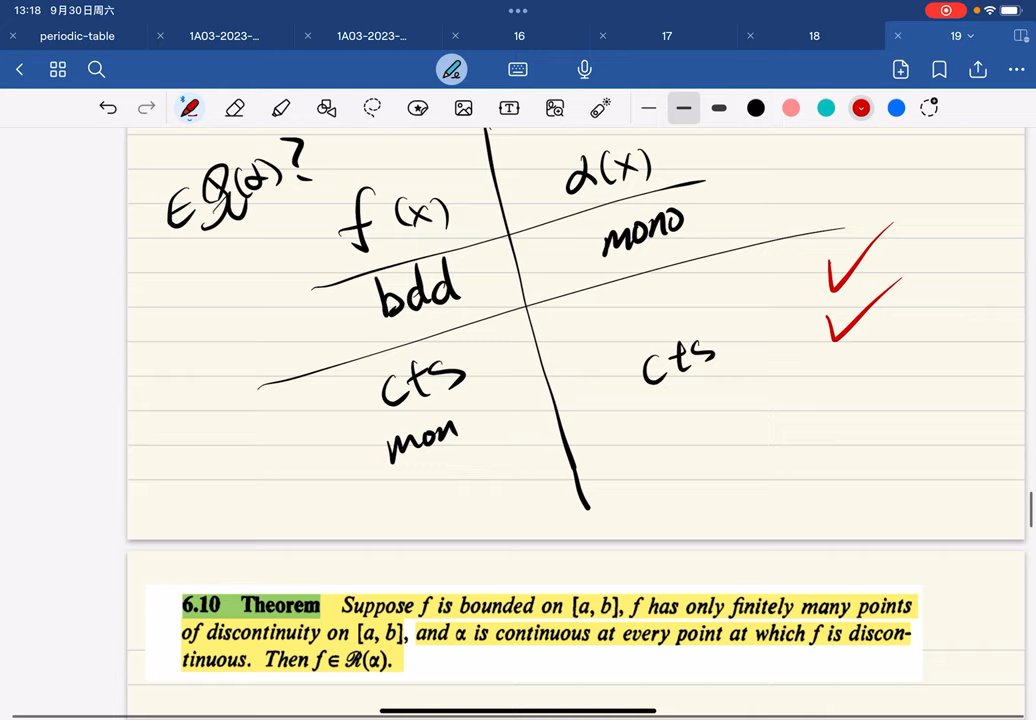 13:18 9月30日周六
periodic-table 1A03-2023-... 1A03-2023-... 16 17 18 19
∈ℛ(α)? f(x) α(x)
bdd mono
cts cts
mon
6.10 Theorem Suppose f is bounded on [a, b], f has only finitely many points
of discontinuity on [a, b], and α is continuous at every point at which f is discon-
tinuous. Then f ∈ ℛ(α).